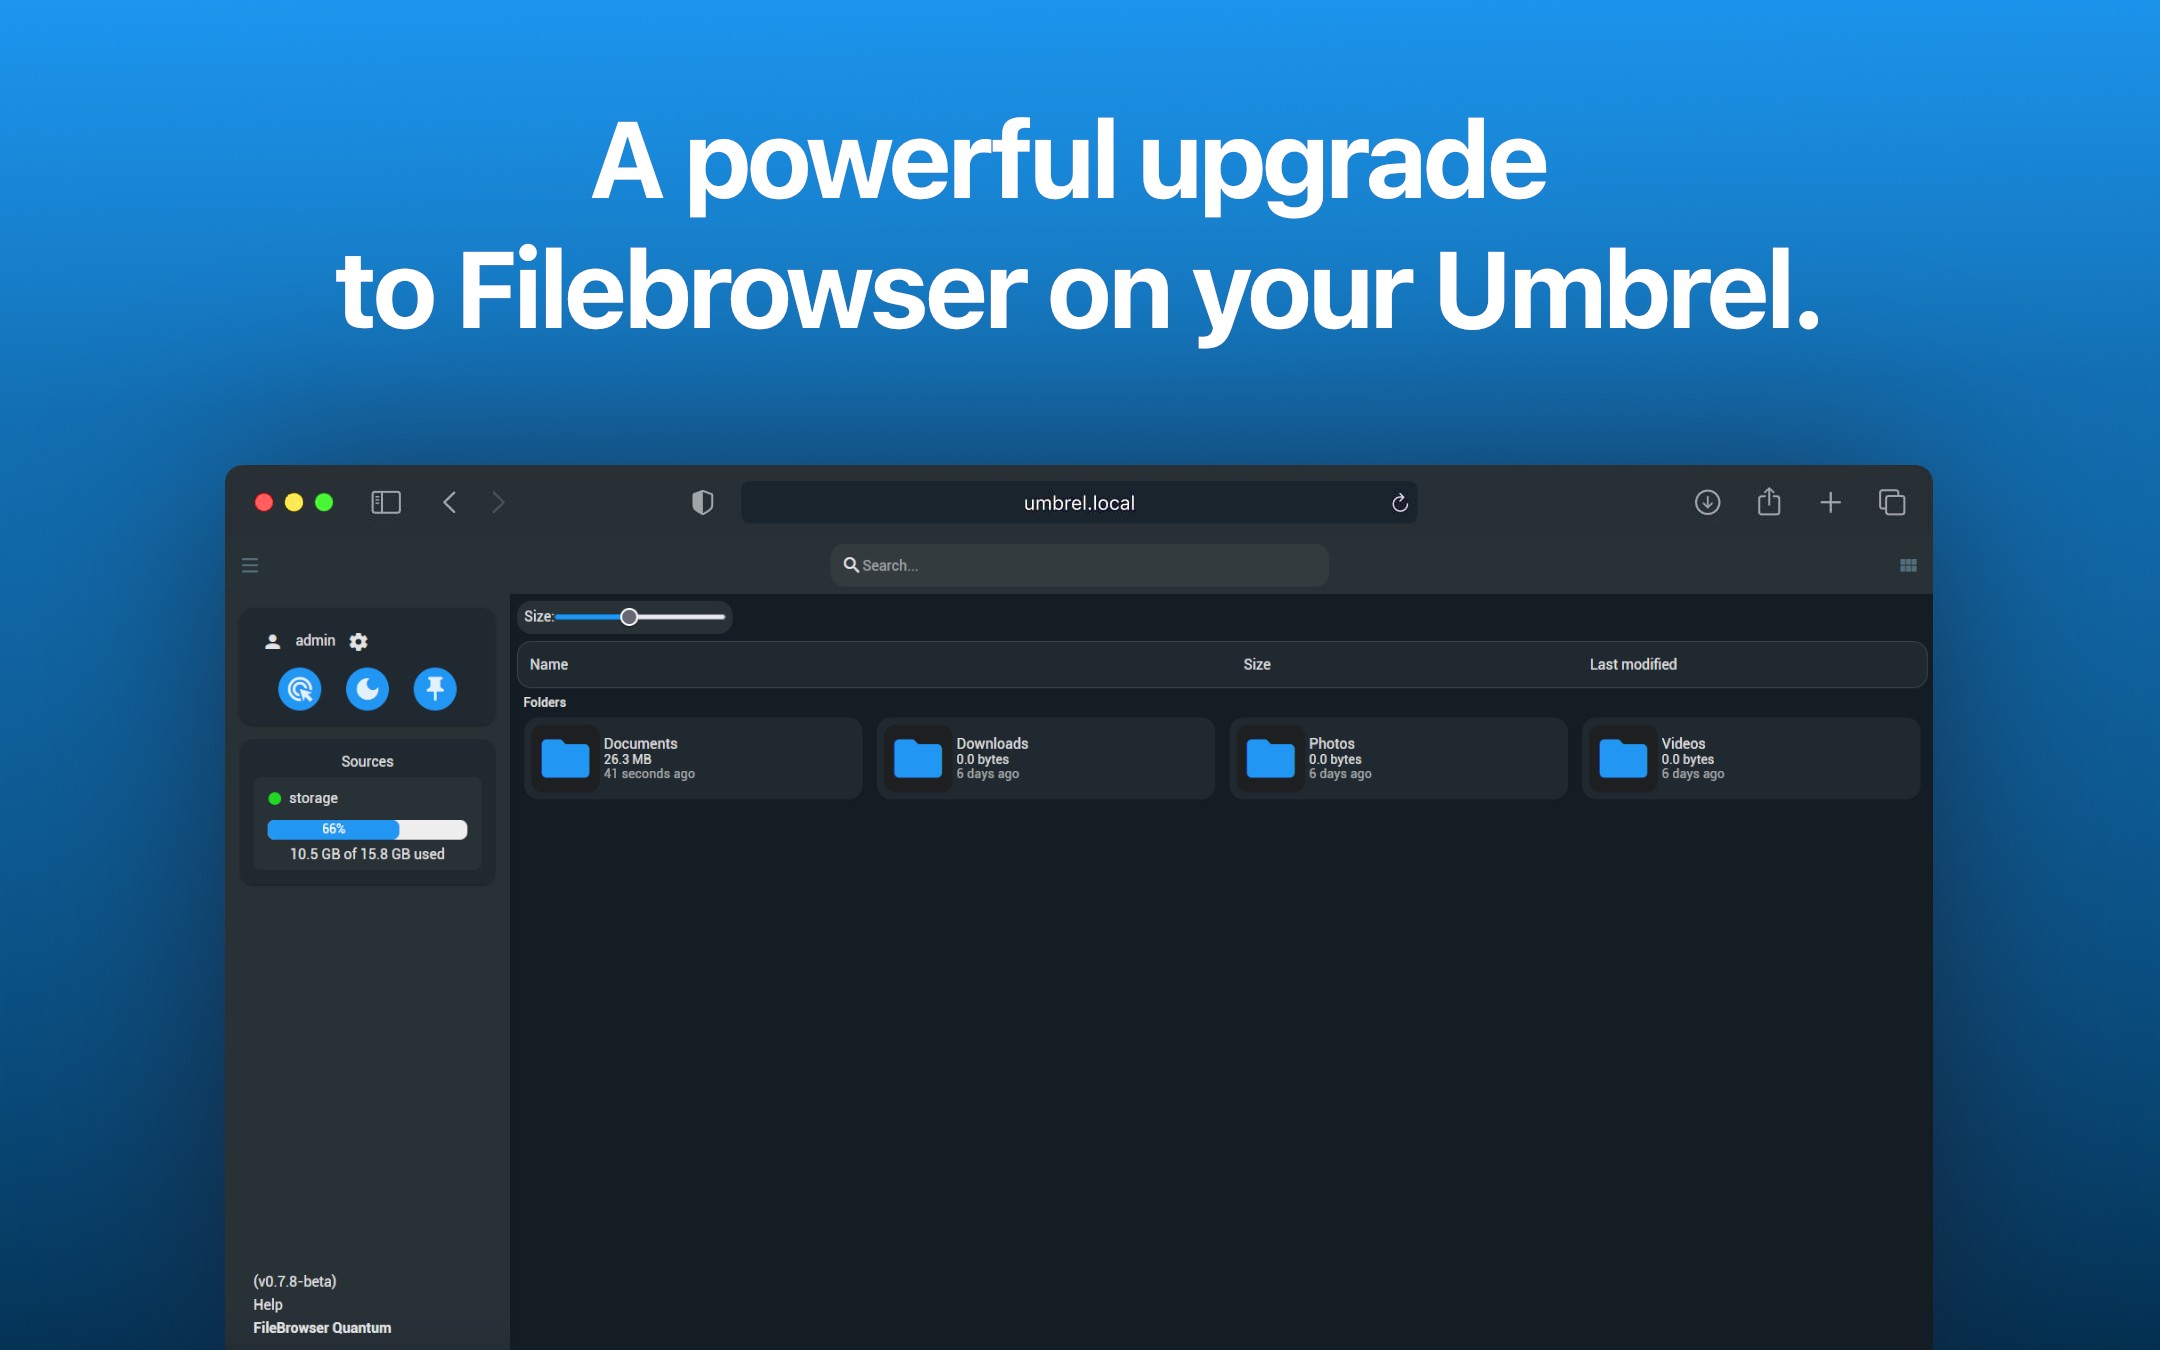 A powerful upgrade
to Filebrowser on your Umbrel.
umbrel.local
Search...
admin
Sources
storage
66%
10.5 GB of 15.8 GB used
(v0.7.8-beta)
Help
FileBrowser Quantum
Size:
Name Size Last modified
Folders
Documents
26.3 MB
41 seconds ago
Downloads
0.0 bytes
6 days ago
Photos
0.0 bytes
6 days ago
Videos
0.0 bytes
6 days ago